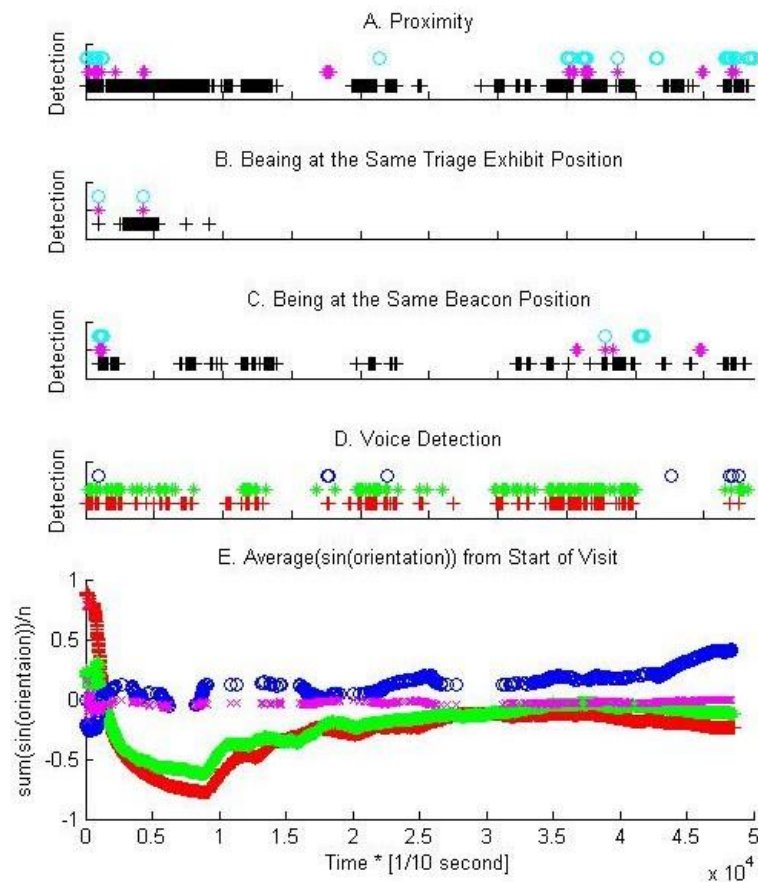 A. Proximity
Detection
B. Beaing at the Same Triage Exhibit Position
Detection
C. Being at the Same Beacon Position
Detection
D. Voice Detection
Detection
E. Average(sin(orientation)) from Start of Visit
sum(sin(orientaion))/n
1
0.5
0
-0.5
-1
0 0.5 1 1.5 2 2.5 3 3.5 4 4.5 5
Time * [1/10 second]
x 10^4